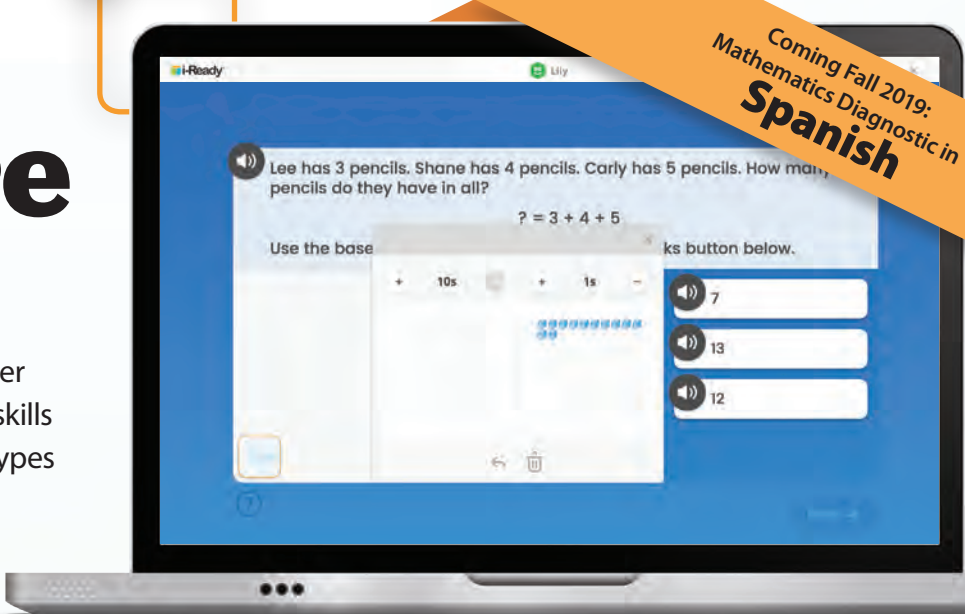 Coming Fall 2019:
Mathematics Diagnostic in
Spanish
i-Ready
Lily
Lee has 3 pencils. Shane has 4 pencils. Carly has 5 pencils. How many
pencils do they have in all?
? = 3 + 4 + 5
Use the base
ks button below.
+ 10s + 1s −
7
13
12
?
e
er
skills
ypes